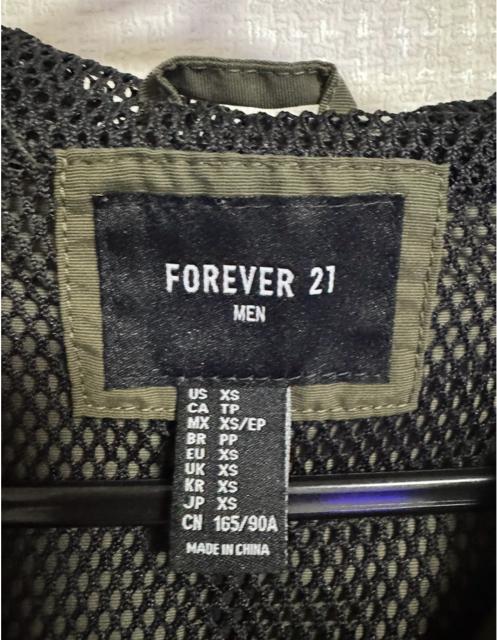 FOREVER 21
MEN
US XS
CA TP
MX XS/EP
BR PP
EU XS
UK XS
KR XS
JP XS
CN 165/90A
MADE IN CHINA